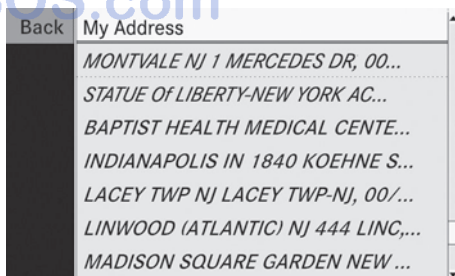 Back My Address
MONTVALE NJ 1 MERCEDES DR, 00...
STATUE Of LIBERTY-NEW YORK AC...
BAPTIST HEALTH MEDICAL CENTE...
INDIANAPOLIS IN 1840 KOEHNE S...
LACEY TWP NJ LACEY TWP-NJ, 00/...
LINWOOD (ATLANTIC) NJ 444 LINC,...
MADISON SQUARE GARDEN NEW ...